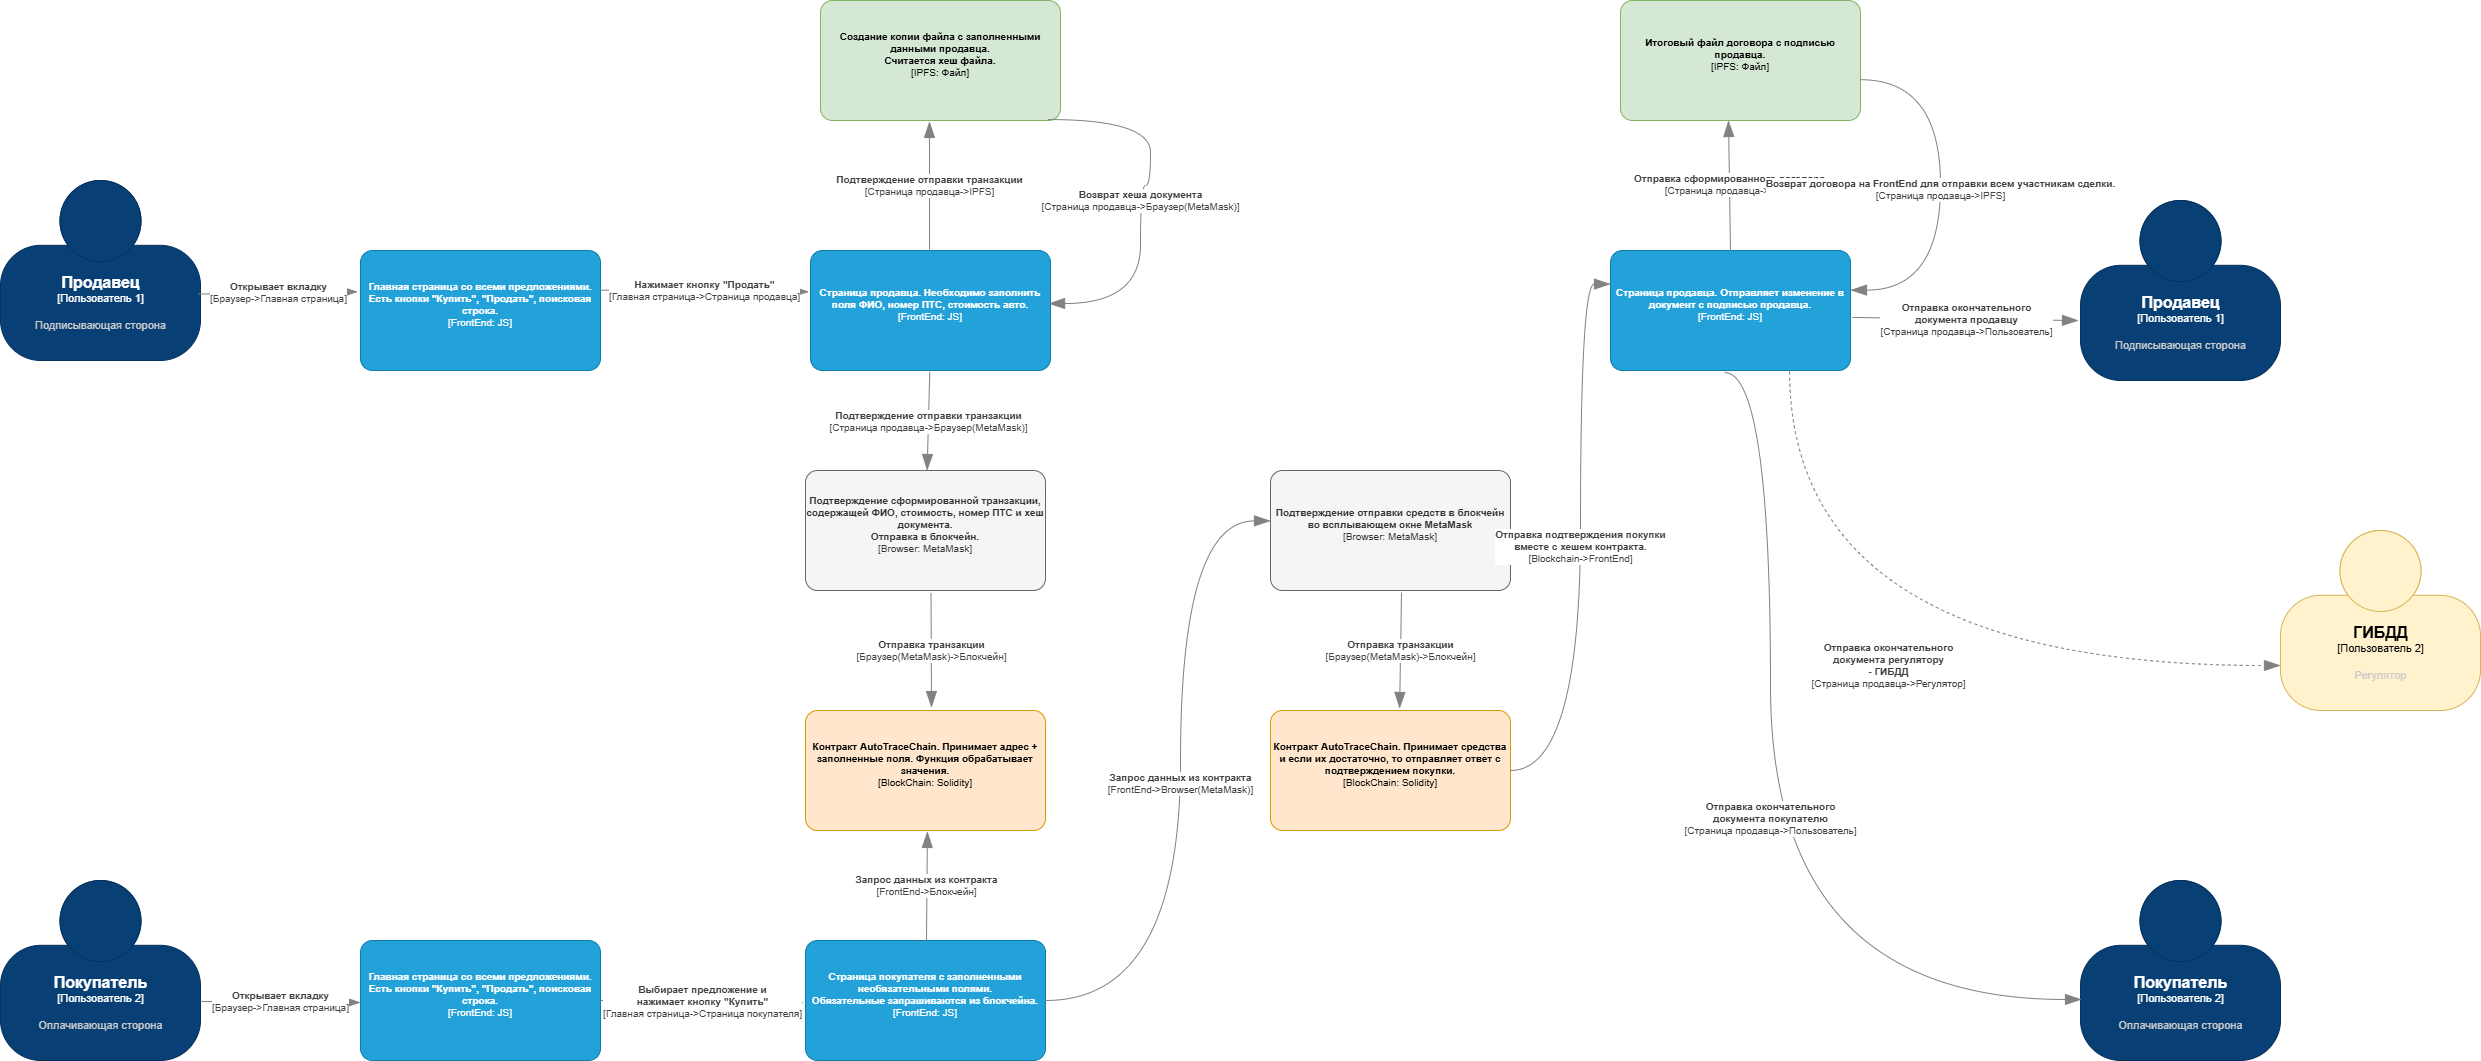 Создание копии файла с заполненными
данными продавца.
Считается хеш файла.
[IPFS: Файл]
Итоговый файл договора с подписью
продавца.
[IPFS: Файл]
Подтверждение отправки транзакции
[Страница продавца->IPFS]
Возврат хеша документа
[Страница продавца->Браузер(MetaMask)]
Отправка сформированного
[Страница продавца->
Возврат договора на FrontEnd для отправки всем участникам сделки.
[Страница продавца->IPFS]
Продавец
[Пользователь 1]
Подписывающая сторона
Открывает вкладку
[Браузер->Главная страница]
Главная страница со всеми предложениями.
Есть кнопки "Купить", "Продать", поисковая
строка.
[FrontEnd: JS]
Нажимает кнопку "Продать"
[Главная страница->Страница продавца]
Страница продавца. Необходимо заполнить
поля ФИО, номер ПТС, стоимость авто.
[FrontEnd: JS]
Страница продавца. Отправляет изменение в
документ с подписью продавца.
[FrontEnd: JS]
Отправка окончательного
документа продавцу
[Страница продавца->Пользователь]
Продавец
[Пользователь 1]
Подписывающая сторона
Подтверждение отправки транзакции
[Страница продавца->Браузер(MetaMask)]
Подтверждение сформированной транзакции,
содержащей ФИО, стоимость, номер ПТС и хеш
документа.
Отправка в блокчейн.
[Browser: MetaMask]
Подтверждение отправки средств в блокчейн
во всплывающем окне MetaMask
[Browser: MetaMask]
Отправка подтверждения покупки
вместе с хешем контракта.
[Blockchain->FrontEnd]
Отправка транзакции
[Браузер(MetaMask)->Блокчейн]
Отправка транзакции
[Браузер(MetaMask)->Блокчейн]
Отправка окончательного
документа регулятору
- ГИБДД
[Страница продавца->Регулятор]
ГИБДД
[Пользователь 2]
Регулятор
Контракт AutoTraceChain. Принимает адрес +
заполненные поля. Функция обрабатывает
значения.
[BlockChain: Solidity]
Запрос данных из контракта
[FrontEnd->Browser(MetaMask)]
Контракт AutoTraceChain. Принимает средства
и если их достаточно, то отправляет ответ с
подтверждением покупки.
[BlockChain: Solidity]
Отправка окончательного
документа покупателю
[Страница продавца->Пользователь]
Запрос данных из контракта
[FrontEnd->Блокчейн]
Покупатель
[Пользователь 2]
Оплачивающая сторона
Открывает вкладку
[Браузер->Главная страница]
Главная страница со всеми предложениями.
Есть кнопки "Купить", "Продать", поисковая
строка.
[FrontEnd: JS]
Выбирает предложение и
нажимает кнопку "Купить"
[Главная страница->Страница покупателя]
Страница покупателя с заполненными
необязательными полями.
Обязательные запрашиваются из блокчейна.
[FrontEnd: JS]
Покупатель
[Пользователь 2]
Оплачивающая сторона